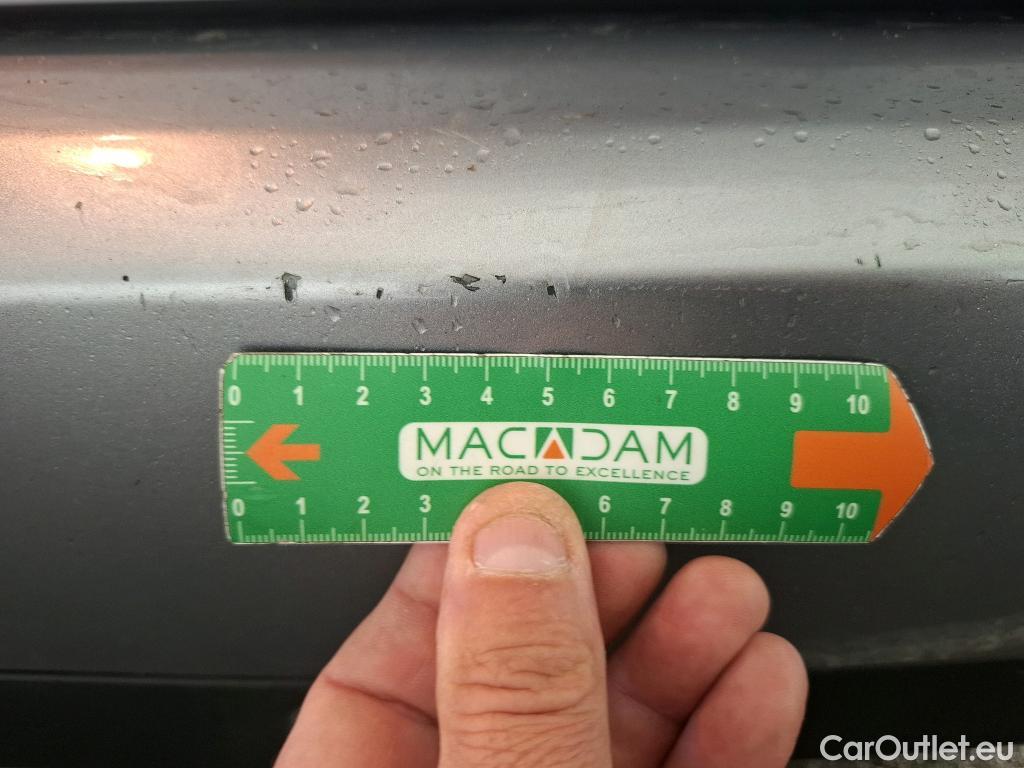 0 1 2 3 4 5 6 7 8 9 10
MACADAM
ON THE ROAD TO EXCELLENCE
0 1 2 3 6 7 8 9 10
CarOutlet.eu